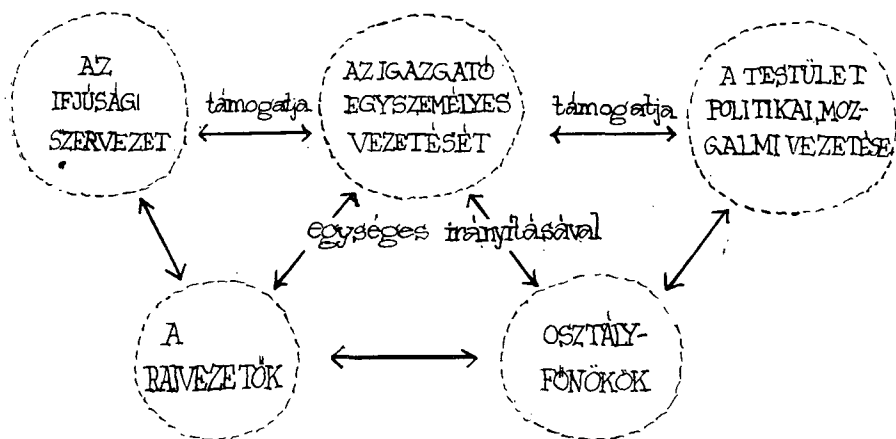 AZ
IFJÚSÁGI
SZERVEZET
támogatja
AZ IGAZGATÓ
EGYSZEMÉLYES
VEZETÉSÉT
támogatja
A TESTÜLET
POLITIKAI, MOZ-
GALMI VEZETÉSE
egységes irányításával
A
RAJVEZETŐK
OSZTÁLY-
FŐNÖKÖK